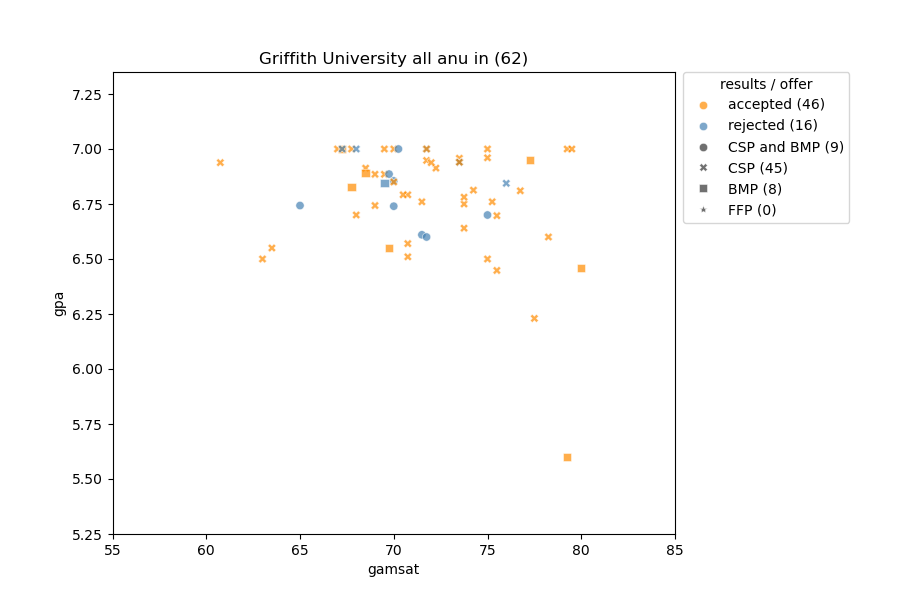 Griffith University all anu in (62)
results / offer
accepted (46)
rejected (16)
CSP and BMP (9)
CSP (45)
BMP (8)
FFP (0)
gpa
7.25
7.00
6.75
6.50
6.25
6.00
5.75
5.50
5.25
55 60 65 70 75 80 85
gamsat